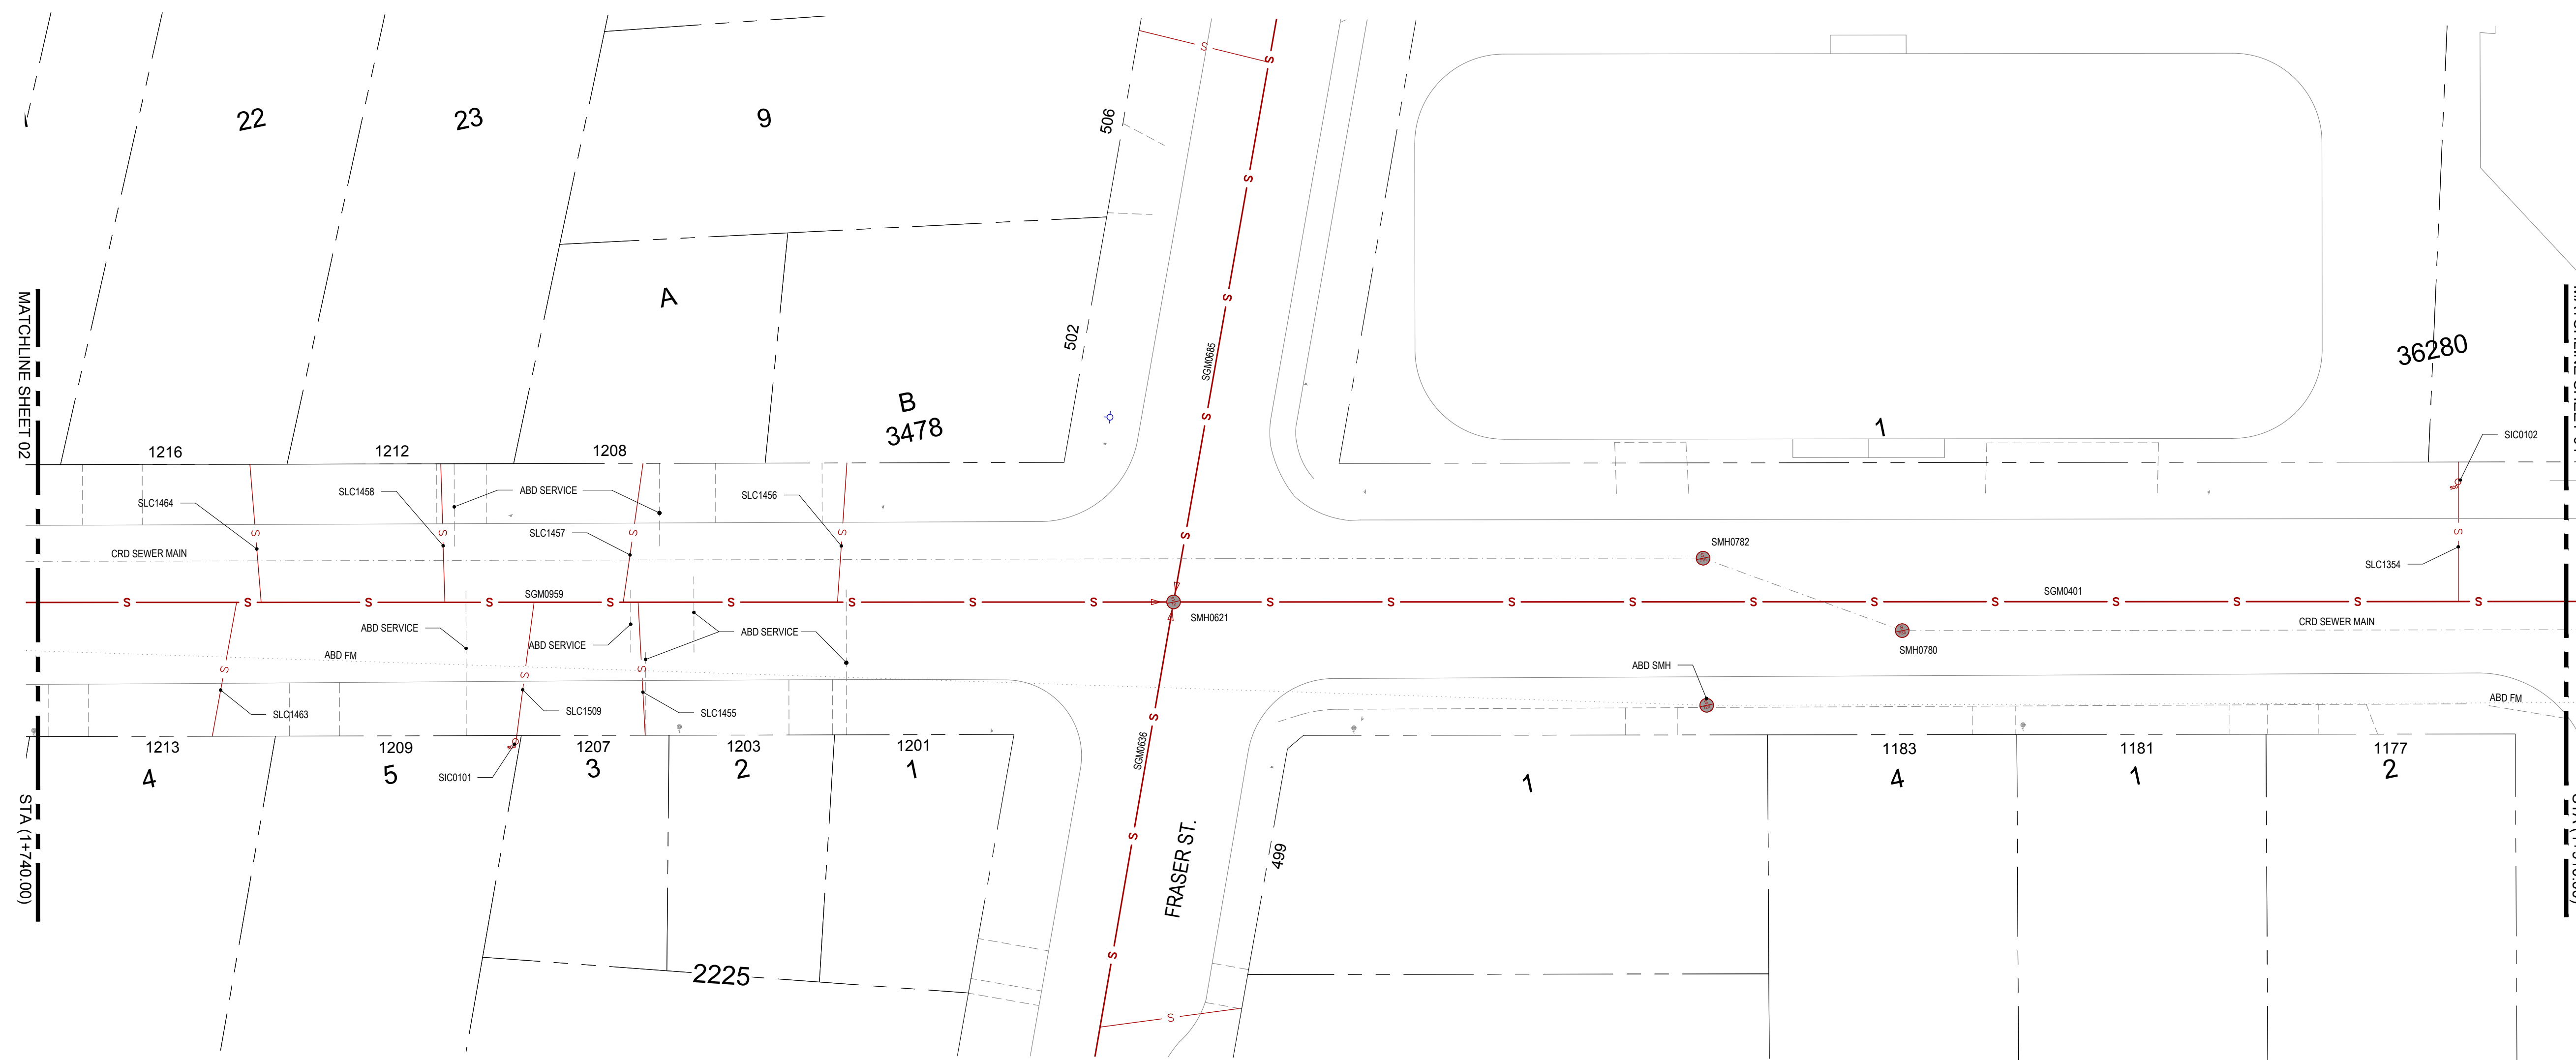 22
23
9
506
A
502
SGM0685
B
3478
36280
1
MATCHLINE SHEET 02
1216
1212
1208
SIC0102
SLC1464
SLC1458
ABD SERVICE
SLC1456
SLC1457
CRD SEWER MAIN
SMH0782
SLC1354
SGM0959
SGM0401
SMH0621
CRD SEWER MAIN
ABD SERVICE
ABD SERVICE
ABD SERVICE
SMH0780
ABD FM
ABD SMH
ABD FM
SLC1463
SLC1509
SLC1455
SGM0636
1213
1209
1207
1203
1201
1183
1181
1177
4
5
3
2
1
1
4
1
2
SIC0101
STA (1+740.00)
FRASER ST.
499
2225
S S S S S S S S S S S S S S S S S S S S